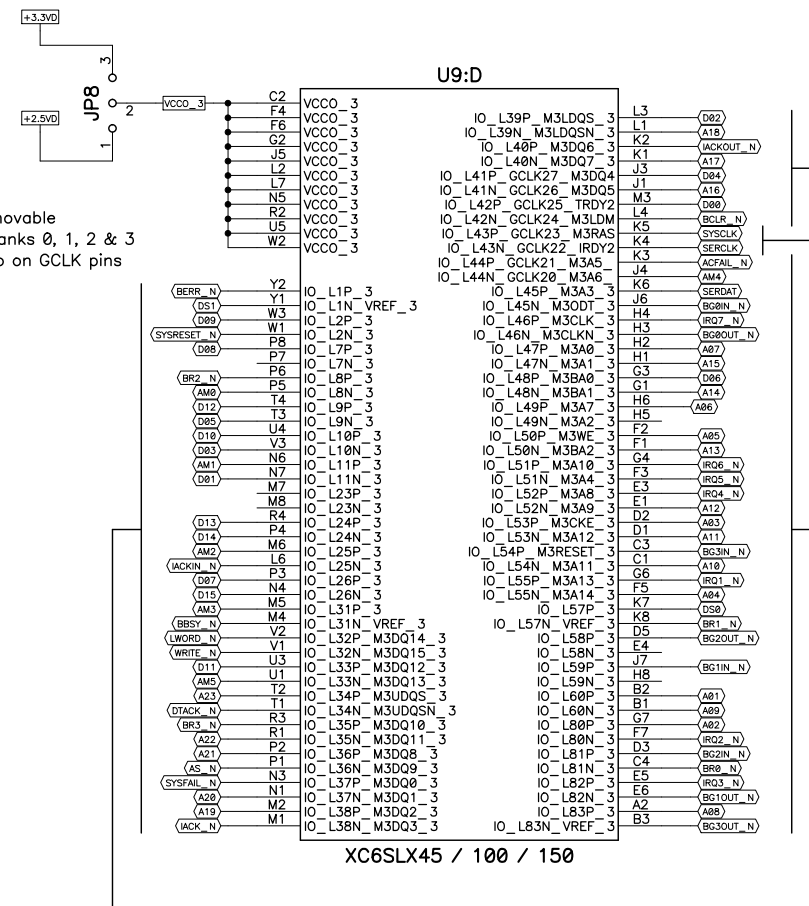 +3.3VD
+2.5VD
JP8
3
2
1
VCCO_3
movable
anks 0, 1, 2 & 3
o on GCLK pins
U9:D
C2 VCCO_3
F4 VCCO_3
F6 VCCO_3
G2 VCCO_3
J5 VCCO_3
L2 VCCO_3
L7 VCCO_3
N5 VCCO_3
R2 VCCO_3
U5 VCCO_3
W2 VCCO_3
BERR_N Y2 IO_L1P_3
DS1 Y1 IO_L1N_VREF_3
D09 W3 IO_L2P_3
SYSRESET_N W1 IO_L2N_3
D08 P8 IO_L7P_3
P7 IO_L7N_3
BR2_N P6 IO_L8P_3
AM0 P5 IO_L8N_3
D12 T4 IO_L9P_3
D05 T3 IO_L9N_3
D10 U4 IO_L10P_3
D03 V3 IO_L10N_3
AM1 N6 IO_L11P_3
D01 N7 IO_L11N_3
M7 IO_L23P_3
M8 IO_L23N_3
D13 R4 IO_L24P_3
D14 P4 IO_L24N_3
AM2 M6 IO_L25P_3
IACKIN_N L6 IO_L25N_3
D07 P3 IO_L26P_3
D15 N4 IO_L26N_3
AM3 M5 IO_L31P_3
BBSY_N M4 IO_L31N_VREF_3
LWORD_N V2 IO_L32P_M3DQ14_3
WRITE_N V1 IO_L32N_M3DQ15_3
D11 U3 IO_L33P_M3DQ12_3
AM5 U1 IO_L33N_M3DQ13_3
A23 T2 IO_L34P_M3UDQS_3
DTACK_N T1 IO_L34N_M3UDQSN_3
BR3_N R3 IO_L35P_M3DQ10_3
A22 R1 IO_L35N_M3DQ11_3
A21 P2 IO_L36P_M3DQ8_3
AS_N P1 IO_L36N_M3DQ9_3
SYSFAIL_N N3 IO_L37P_M3DQ0_3
A20 N1 IO_L37N_M3DQ1_3
A19 M2 IO_L38P_M3DQ2_3
IACK_N M1 IO_L38N_M3DQ3_3
IO_L39P_M3LDQS_3 L3 D02
IO_L39N_M3LDQSN_3 L1 A18
IO_L40P_M3DQ6_3 K2 IACKOUT_N
IO_L40N_M3DQ7_3 K1 A17
IO_L41P_GCLK27_M3DQ4_3 J3 D04
IO_L41N_GCLK26_M3DQ5_3 J1 A16
IO_L42P_GCLK25_TRDY2_3 M3 D00
IO_L42N_GCLK24_M3LDM_3 L4 BCLR_N
IO_L43P_GCLK23_M3RAS_3 K5 SYSCLK
IO_L43N_GCLK22_IRDY2_3 K4 SERCLK
IO_L44P_GCLK21_M3A5_3 K3 ACFAIL_N
IO_L44N_GCLK20_M3A6_3 J4 AM4
IO_L45P_M3A3_3 K6 SERDAT
IO_L45N_M3ODT_3 J6 BG0IN_N
IO_L46P_M3CLK_3 H4 IRQ7_N
IO_L46N_M3CLKN_3 H3 BG0OUT_N
IO_L47P_M3A0_3 H2 A07
IO_L47N_M3A1_3 H1 A15
IO_L48P_M3BA0_3 G3 D06
IO_L48N_M3BA1_3 G1 A14
IO_L49P_M3A7_3 H6 A06
IO_L49N_M3A2_3 H5
IO_L50P_M3WE_3 F2 A05
IO_L50N_M3BA2_3 F1 A13
IO_L51P_M3A10_3 G4 IRQ6_N
IO_L51N_M3A4_3 F3 IRQ5_N
IO_L52P_M3A8_3 E3 IRQ4_N
IO_L52N_M3A9_3 E1 A12
IO_L53P_M3CKE_3 D2 A03
IO_L53N_M3A12_3 D1 A11
IO_L54P_M3RESET_3 C3 BG3IN_N
IO_L54N_M3A11_3 C1 A10
IO_L55P_M3A13_3 G6 IRQ1_N
IO_L55N_M3A14_3 F5 A04
IO_L57P_3 K7 DS0
IO_L57N_VREF_3 K8 BR1_N
IO_L58P_3 D5 BG2OUT_N
IO_L58N_3 E4
IO_L59P_3 J7 BG1IN_N
IO_L59N_3 H8
IO_L60P_3 B2 A01
IO_L60N_3 B1 A09
IO_L80P_3 G7 A02
IO_L80N_3 F7 IRQ2_N
IO_L81P_3 D3 BG2IN_N
IO_L81N_3 C4 BR0_N
IO_L82P_3 E5 IRQ3_N
IO_L82N_3 E6 BG1OUT_N
IO_L83P_3 A2 A08
IO_L83N_VREF_3 B3 BG3OUT_N
XC6SLX45 / 100 / 150